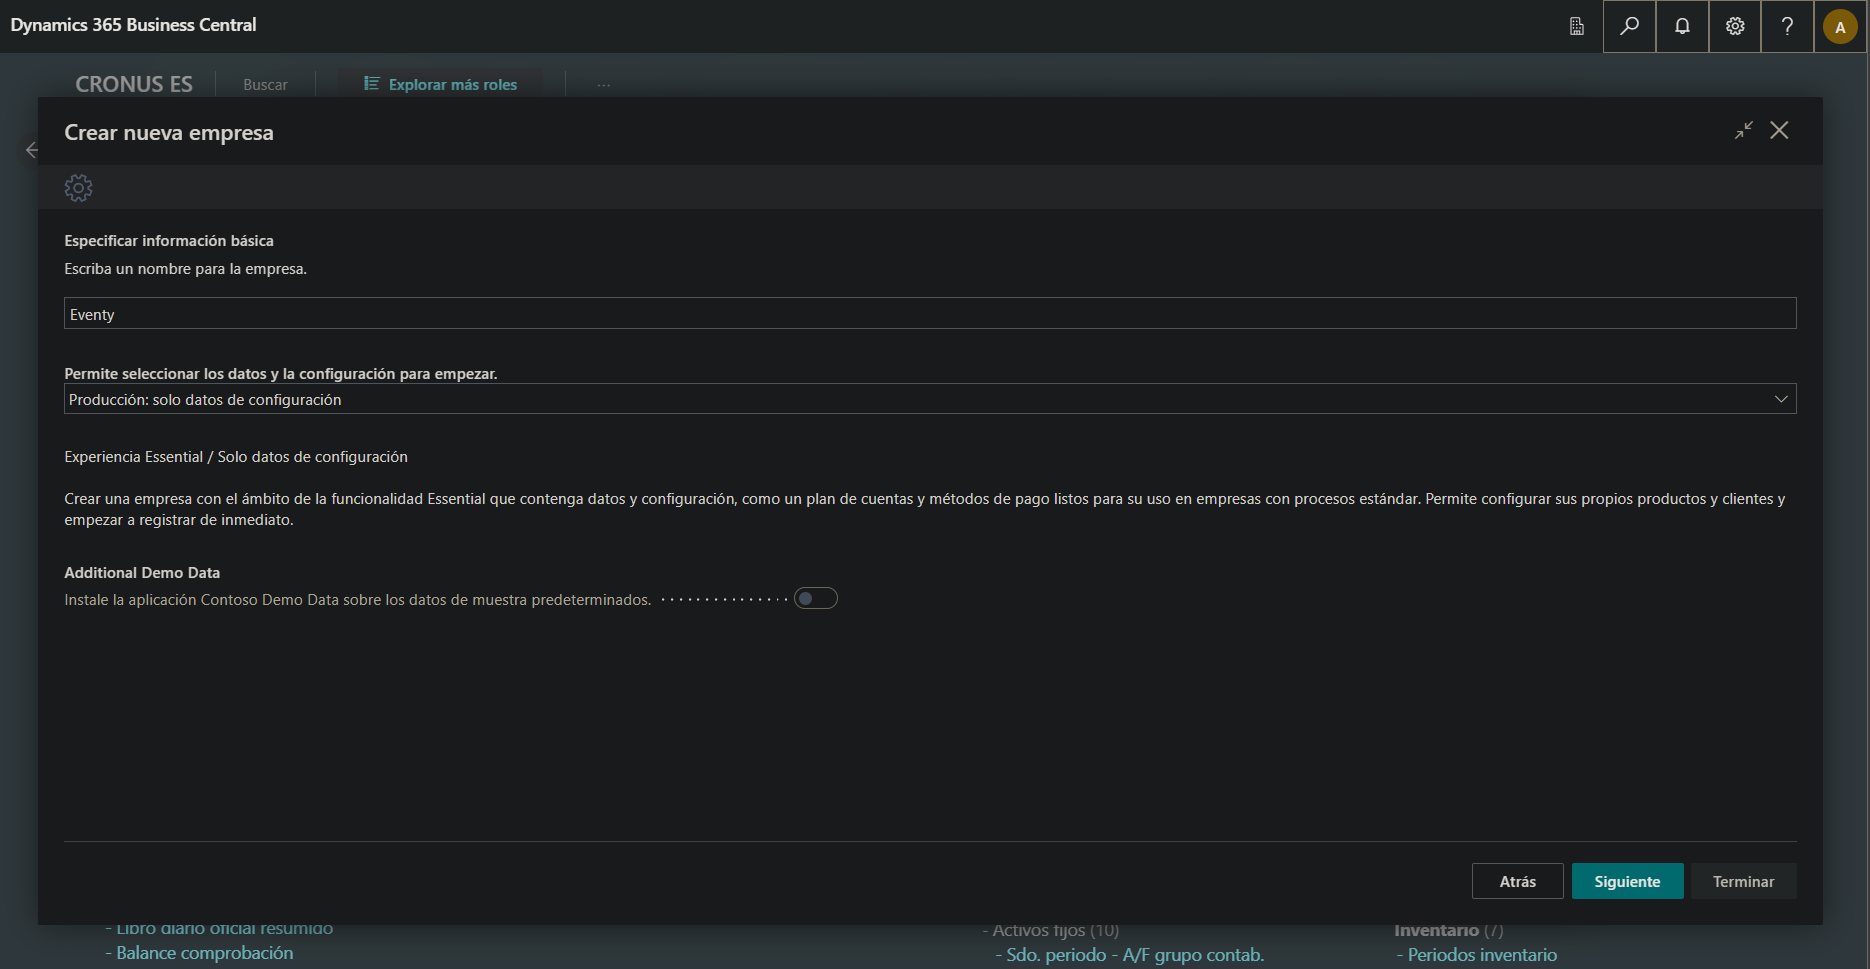 Dynamics 365 Business Central
A
CRONUS ES
Buscar
Explorar más roles
...
Crear nueva empresa
Especificar información básica
Escriba un nombre para la empresa.
Eventy
Permite seleccionar los datos y la configuración para empezar.
Producción: solo datos de configuración
Experiencia Essential / Solo datos de configuración
Crear una empresa con el ámbito de la funcionalidad Essential que contenga datos y configuración, como un plan de cuentas y métodos de pago listos para su uso en empresas con procesos estándar. Permite configurar sus propios productos y clientes y
empezar a registrar de inmediato.
Additional Demo Data
Instale la aplicación Contoso Demo Data sobre los datos de muestra predeterminados.
Atrás
Siguiente
Terminar
- Libro diario oficial resumido
- Balance comprobación
- Activos fijos (10)
- Sdo. periodo - A/F grupo contab.
Inventario (7)
- Periodos inventario